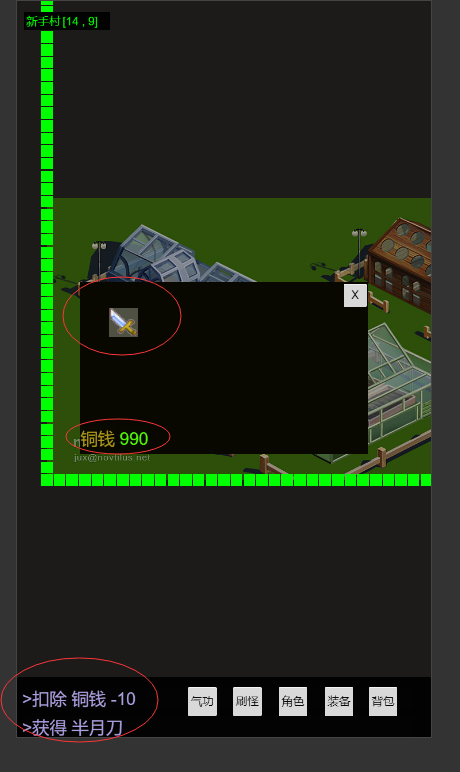 新手村 [14 , 9]
X
铜钱 990
jux@novtilus.net
>扣除 铜钱 -10
>获得 半月刀
气功 刷怪 角色 装备 背包